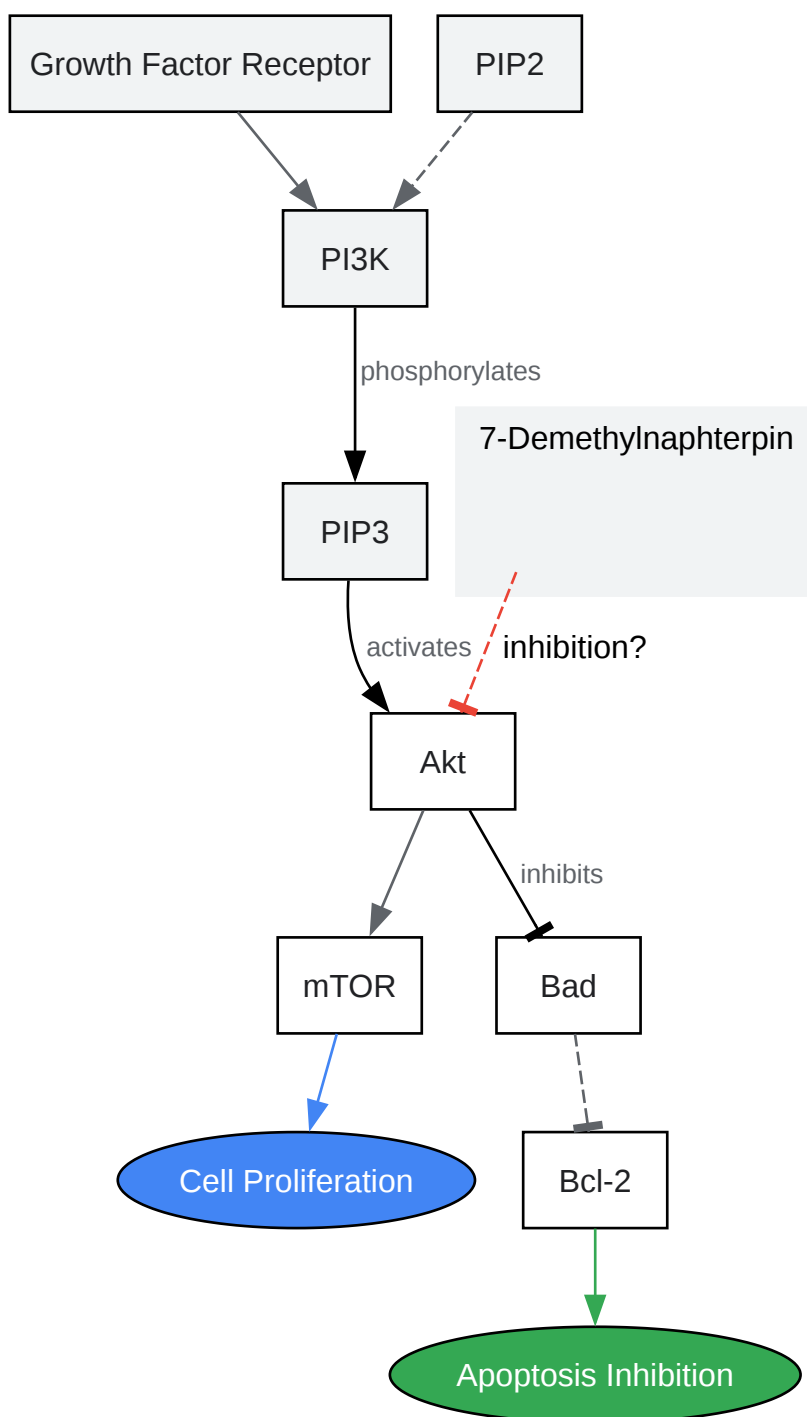 Growth Factor Receptor
PIP2
PI3K
phosphorylates
7-Demethylnaphterpin
PIP3
activates
inhibition?
Akt
inhibits
mTOR
Bad
Cell Proliferation
Bcl-2
Apoptosis Inhibition